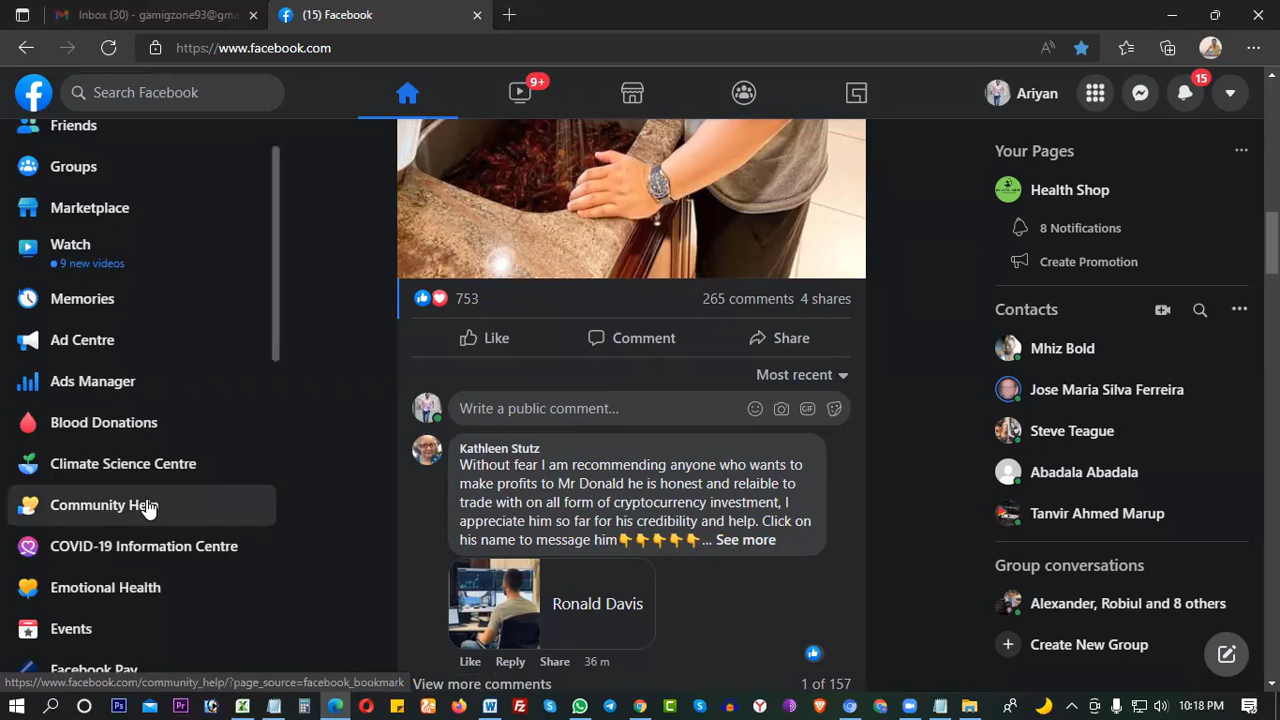 Inbox (30) - gamigzone93@gma
(15) Facebook
https://www.facebook.com
Search Facebook
9+
Ariyan
15
Friends
Groups
Marketplace
Watch
9 new videos
Memories
Ad Centre
Ads Manager
Blood Donations
Climate Science Centre
Community Help
COVID-19 Information Centre
Emotional Health
Events
Facebook Pay
https://www.facebook.com/community_help/?page_source=facebook_bookmark
753
265 comments 4 shares
Like
Comment
Share
Most recent
Write a public comment...
GIF
Kathleen Stutz
Without fear I am recommending anyone who wants to
make profits to Mr Donald he is honest and relaible to
trade with on all form of cryptocurrency investment, I
appreciate him so far for his credibility and help. Click on
his name to message him👇👇👇👇👇... See more
Ronald Davis
Like Reply Share 36 m
View more comments
1 of 157
Your Pages
Health Shop
8 Notifications
Create Promotion
Contacts
Mhiz Bold
Jose Maria Silva Ferreira
Steve Teague
Abadala Abadala
Tanvir Ahmed Marup
Group conversations
Alexander, Robiul and 8 others
Create New Group
10:18 PM